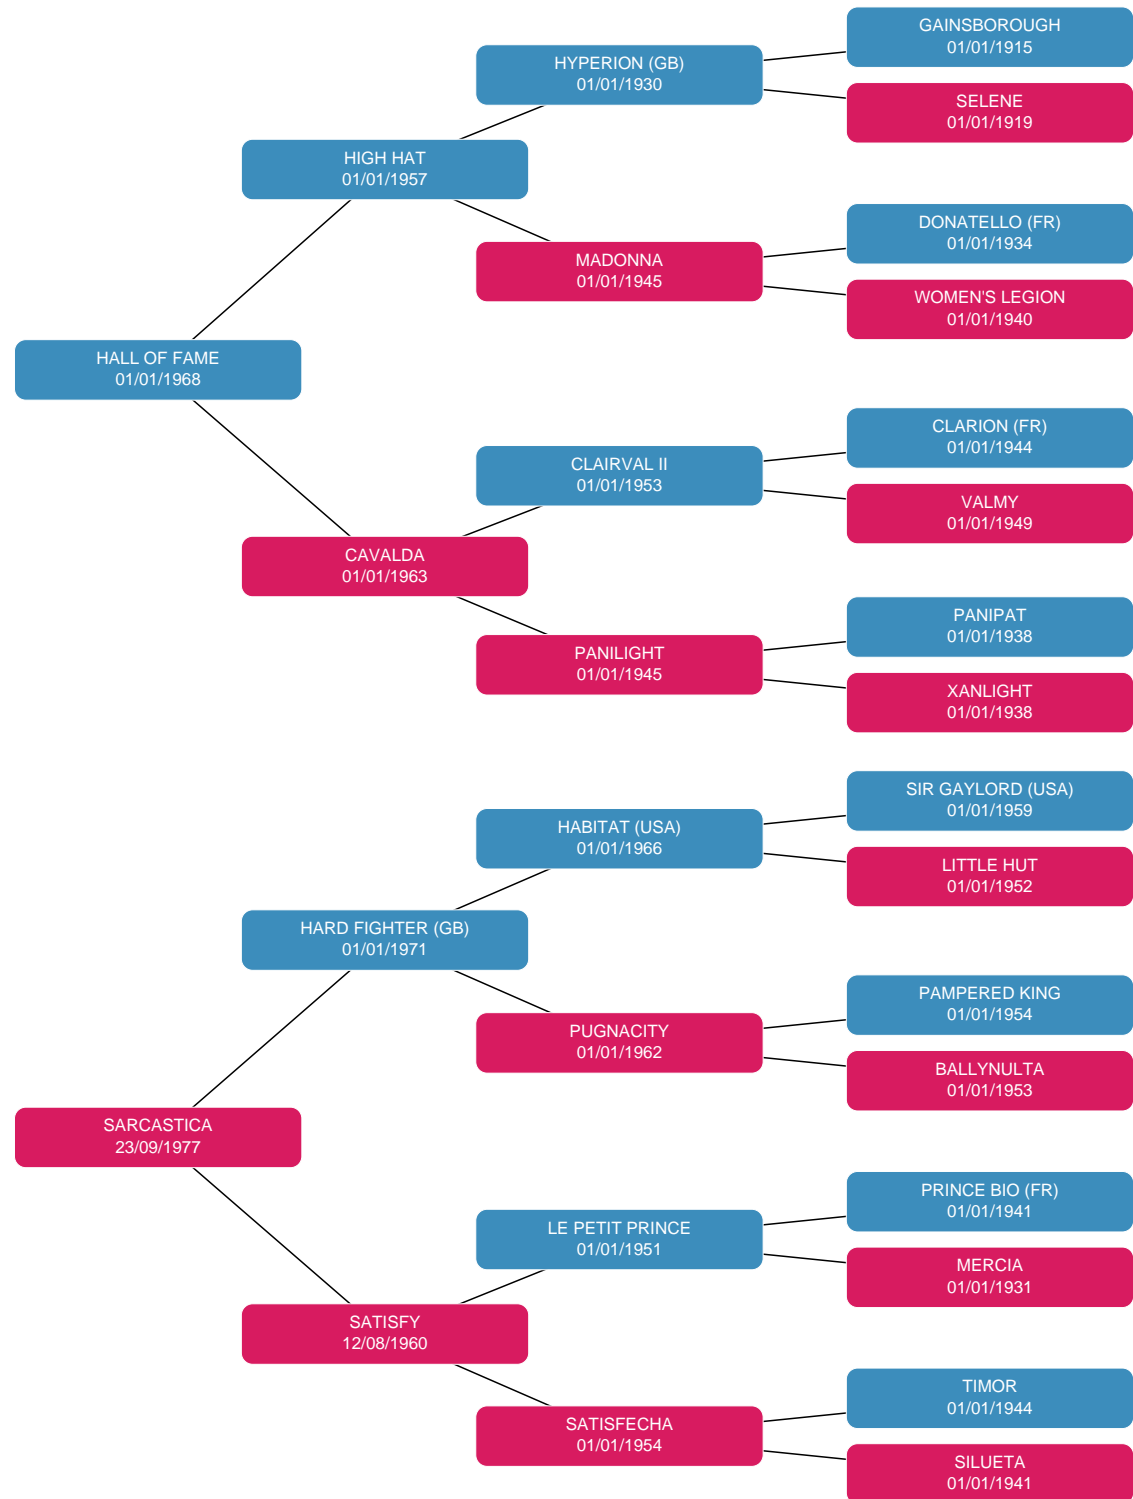 GAINSBOROUGH
01/01/1915
HYPERION (GB)
01/01/1930
SELENE
01/01/1919
HIGH HAT
01/01/1957
DONATELLO (FR)
01/01/1934
MADONNA
01/01/1945
WOMEN'S LEGION
01/01/1940
HALL OF FAME
01/01/1968
CLARION (FR)
01/01/1944
CLAIRVAL II
01/01/1953
VALMY
01/01/1949
CAVALDA
01/01/1963
PANIPAT
01/01/1938
PANILIGHT
01/01/1945
XANLIGHT
01/01/1938
SIR GAYLORD (USA)
01/01/1959
HABITAT (USA)
01/01/1966
LITTLE HUT
01/01/1952
HARD FIGHTER (GB)
01/01/1971
PAMPERED KING
01/01/1954
PUGNACITY
01/01/1962
BALLYNULTA
01/01/1953
SARCASTICA
23/09/1977
PRINCE BIO (FR)
01/01/1941
LE PETIT PRINCE
01/01/1951
MERCIA
01/01/1931
SATISFY
12/08/1960
TIMOR
01/01/1944
SATISFECHA
01/01/1954
SILUETA
01/01/1941